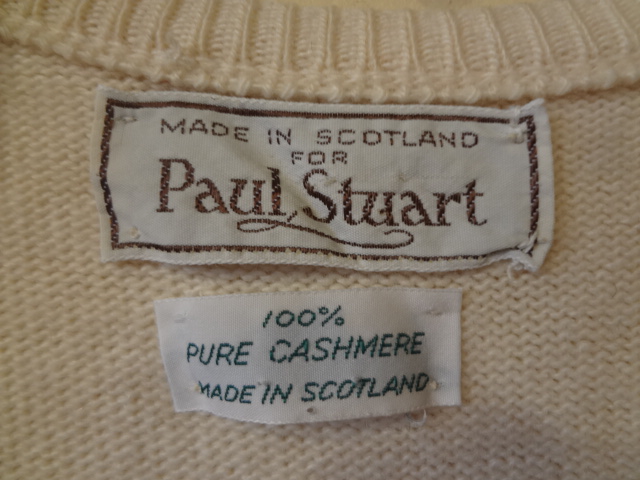 MADE IN SCOTLAND
FOR
Paul Stuart
100%
PURE CASHMERE
MADE IN SCOTLAND